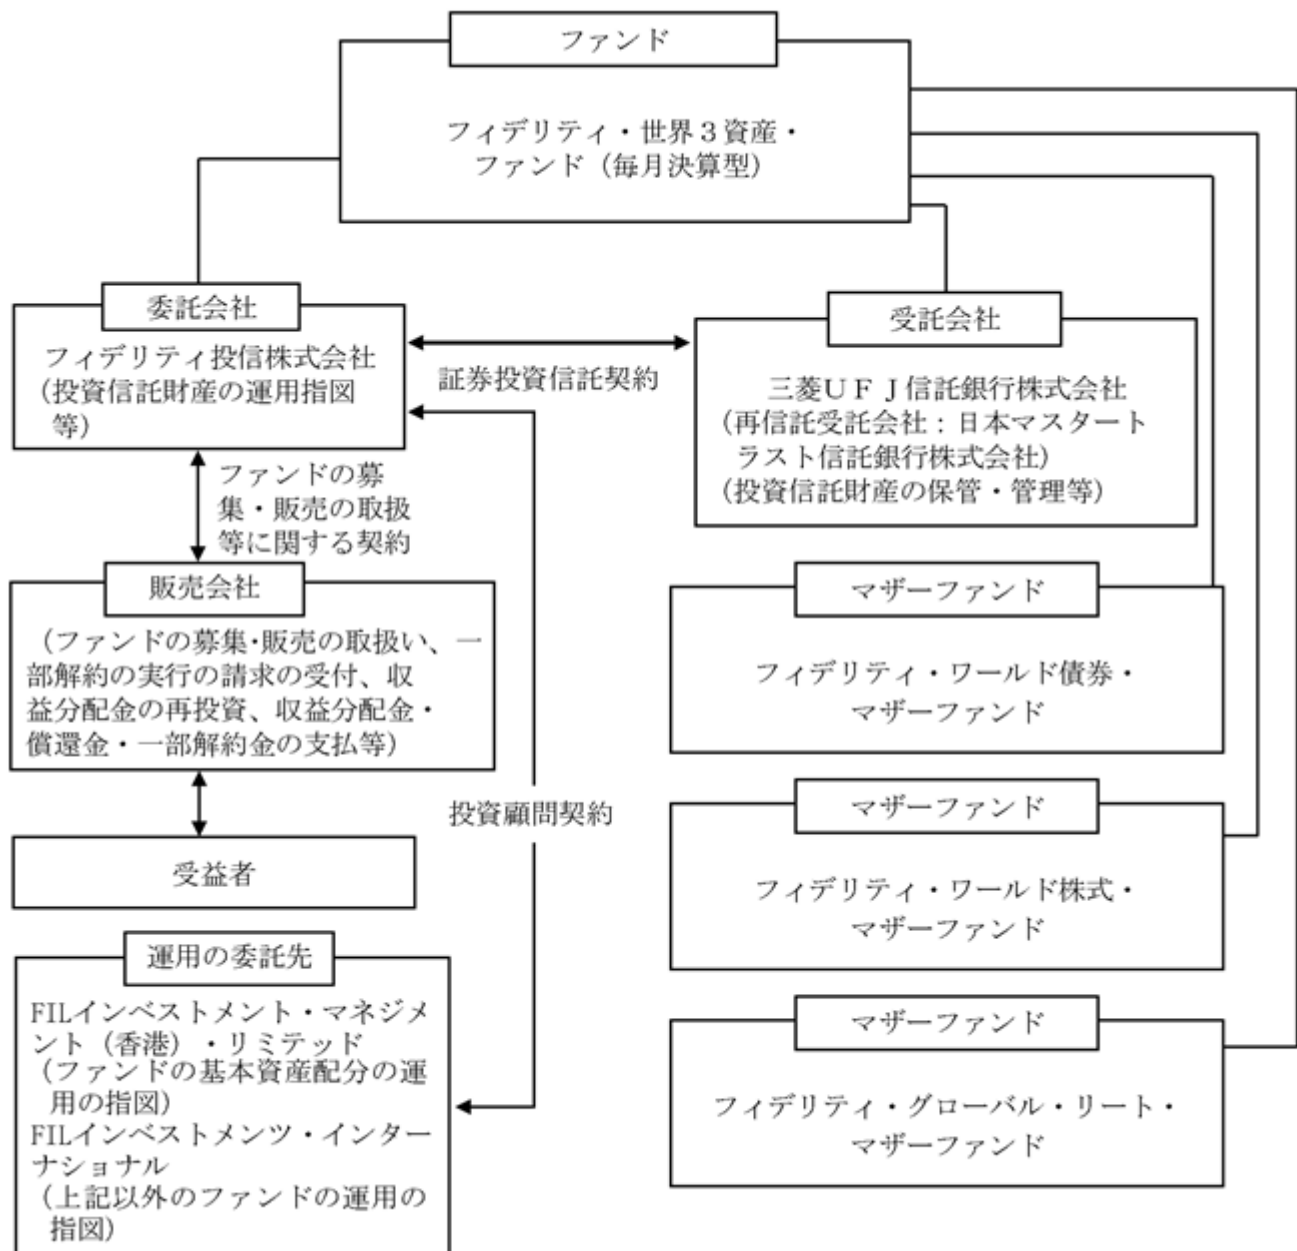 ファンド
フィデリティ・世界３資産・
ファンド（毎月決算型）
委託会社
フィデリティ投信株式会社
（投資信託財産の運用指図
等）
証券投資信託契約
受託会社
三菱ＵＦＪ信託銀行株式会社
（再信託受託会社：日本マスタート
ラスト信託銀行株式会社）
（投資信託財産の保管・管理等）
ファンドの募
集・販売の取扱
等に関する契約
販売会社
（ファンドの募集･販売の取扱い、一
部解約の実行の請求の受付、収
益分配金の再投資、収益分配金・
償還金・一部解約金の支払等）
投資顧問契約
受益者
運用の委託先
FILインベストメント・マネジメ
ント（香港）・リミテッド
（ファンドの基本資産配分の運
用の指図）
FILインベストメンツ・インター
ナショナル
（上記以外のファンドの運用の
指図）
マザーファンド
フィデリティ・ワールド債券・
マザーファンド
マザーファンド
フィデリティ・ワールド株式・
マザーファンド
マザーファンド
フィデリティ・グローバル・リート・
マザーファンド